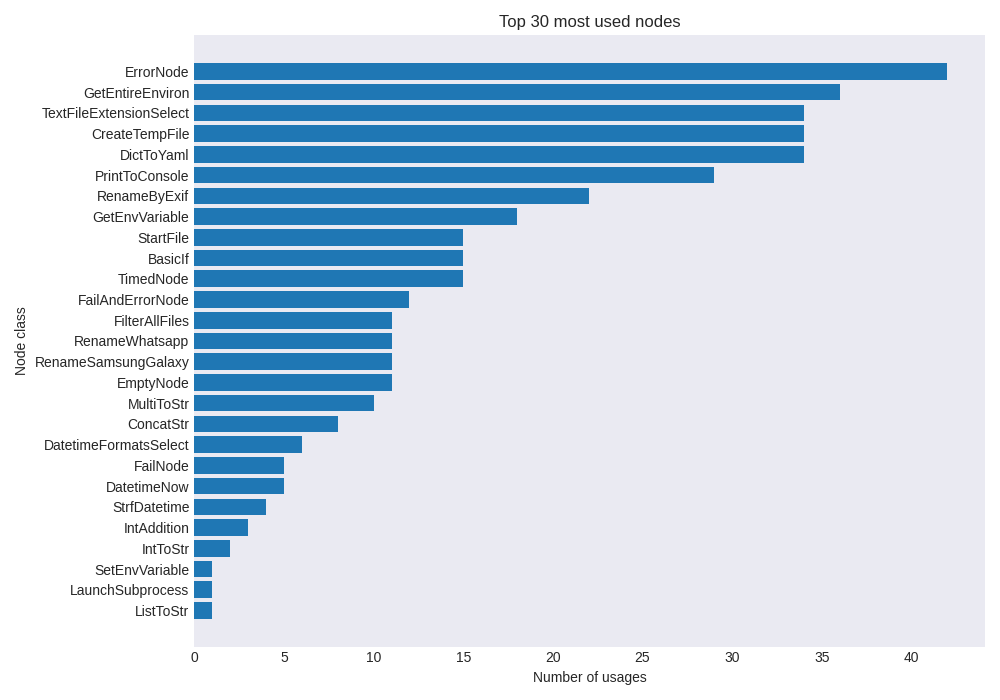 Top 30 most used nodes
Node class
ErrorNode
GetEntireEnviron
TextFileExtensionSelect
CreateTempFile
DictToYaml
PrintToConsole
RenameByExif
GetEnvVariable
StartFile
BasicIf
TimedNode
FailAndErrorNode
FilterAllFiles
RenameWhatsapp
RenameSamsungGalaxy
EmptyNode
MultiToStr
ConcatStr
DatetimeFormatsSelect
FailNode
DatetimeNow
StrfDatetime
IntAddition
IntToStr
SetEnvVariable
LaunchSubprocess
ListToStr
0 5 10 15 20 25 30 35 40
Number of usages